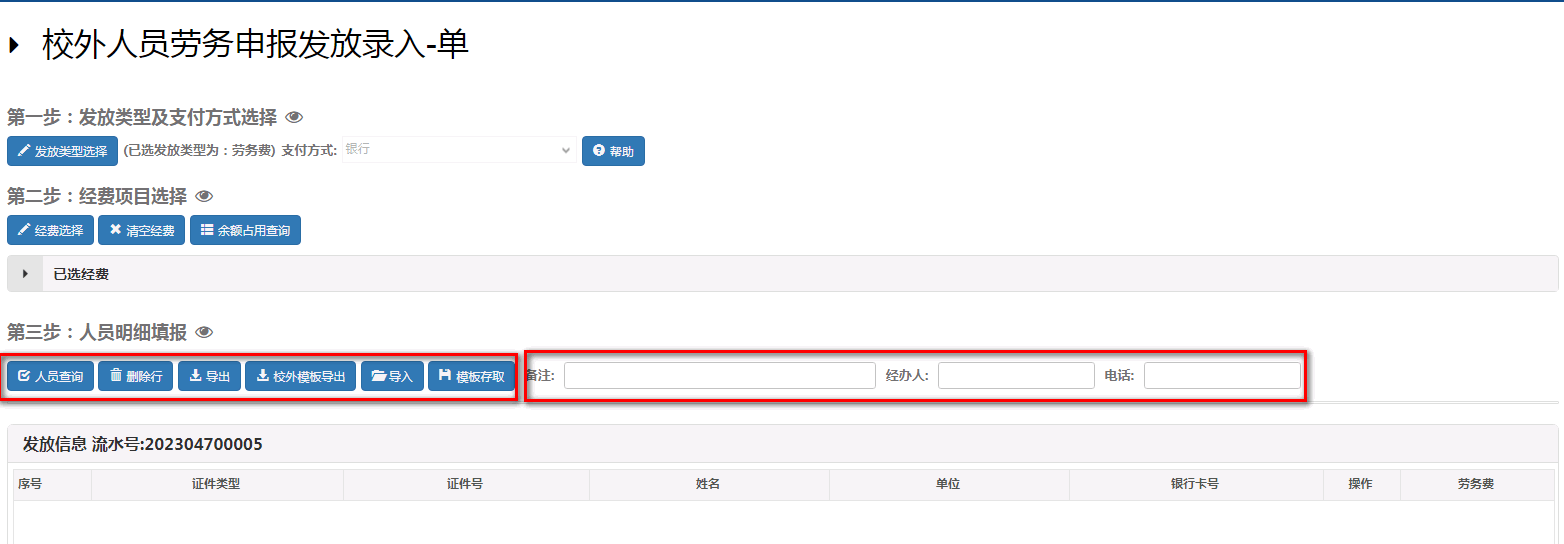 校外人员劳务申报发放录入-单
第一步：发放类型及支付方式选择
发放类型选择 (已选发放类型为：劳务费) 支付方式: 银行 帮助
第二步：经费项目选择
经费选择 清空经费 余额占用查询
已选经费
第三步：人员明细填报
人员查询 删除行 导出 校外模板导出 导入 模板存取 备注: 经办人: 电话:
发放信息 流水号:202304700005
序号 证件类型 证件号 姓名 单位 银行卡号 操作 劳务费